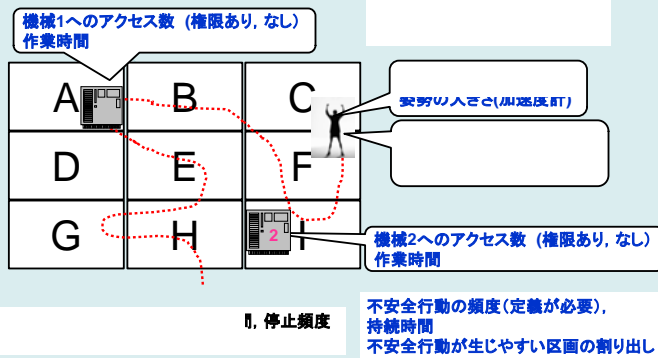 機械1へのアクセス数 (権限あり, なし)
作業時間
A
B
C
姿勢の大きさ(加速度計)
D
E
F
G
H
2
I
機械2へのアクセス数 (権限あり, なし)
作業時間
, 停止頻度
不安全行動の頻度(定義が必要),
持続時間
不安全行動が生じやすい区画の割り出し